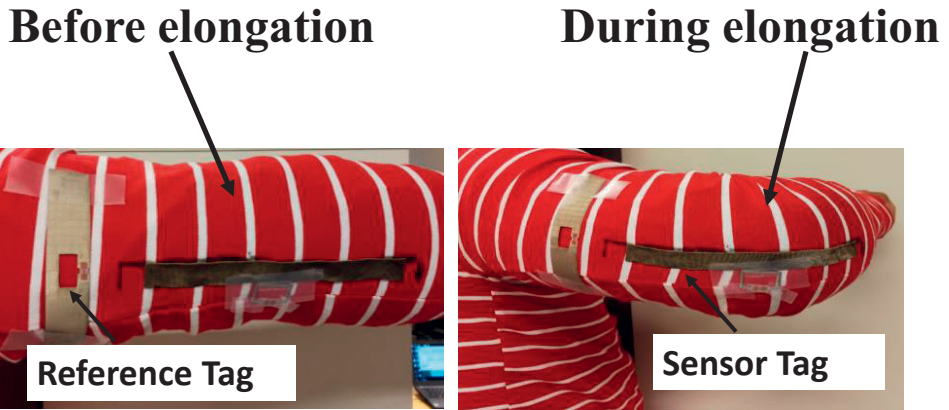 Before elongation
During elongation
Reference Tag
Sensor Tag